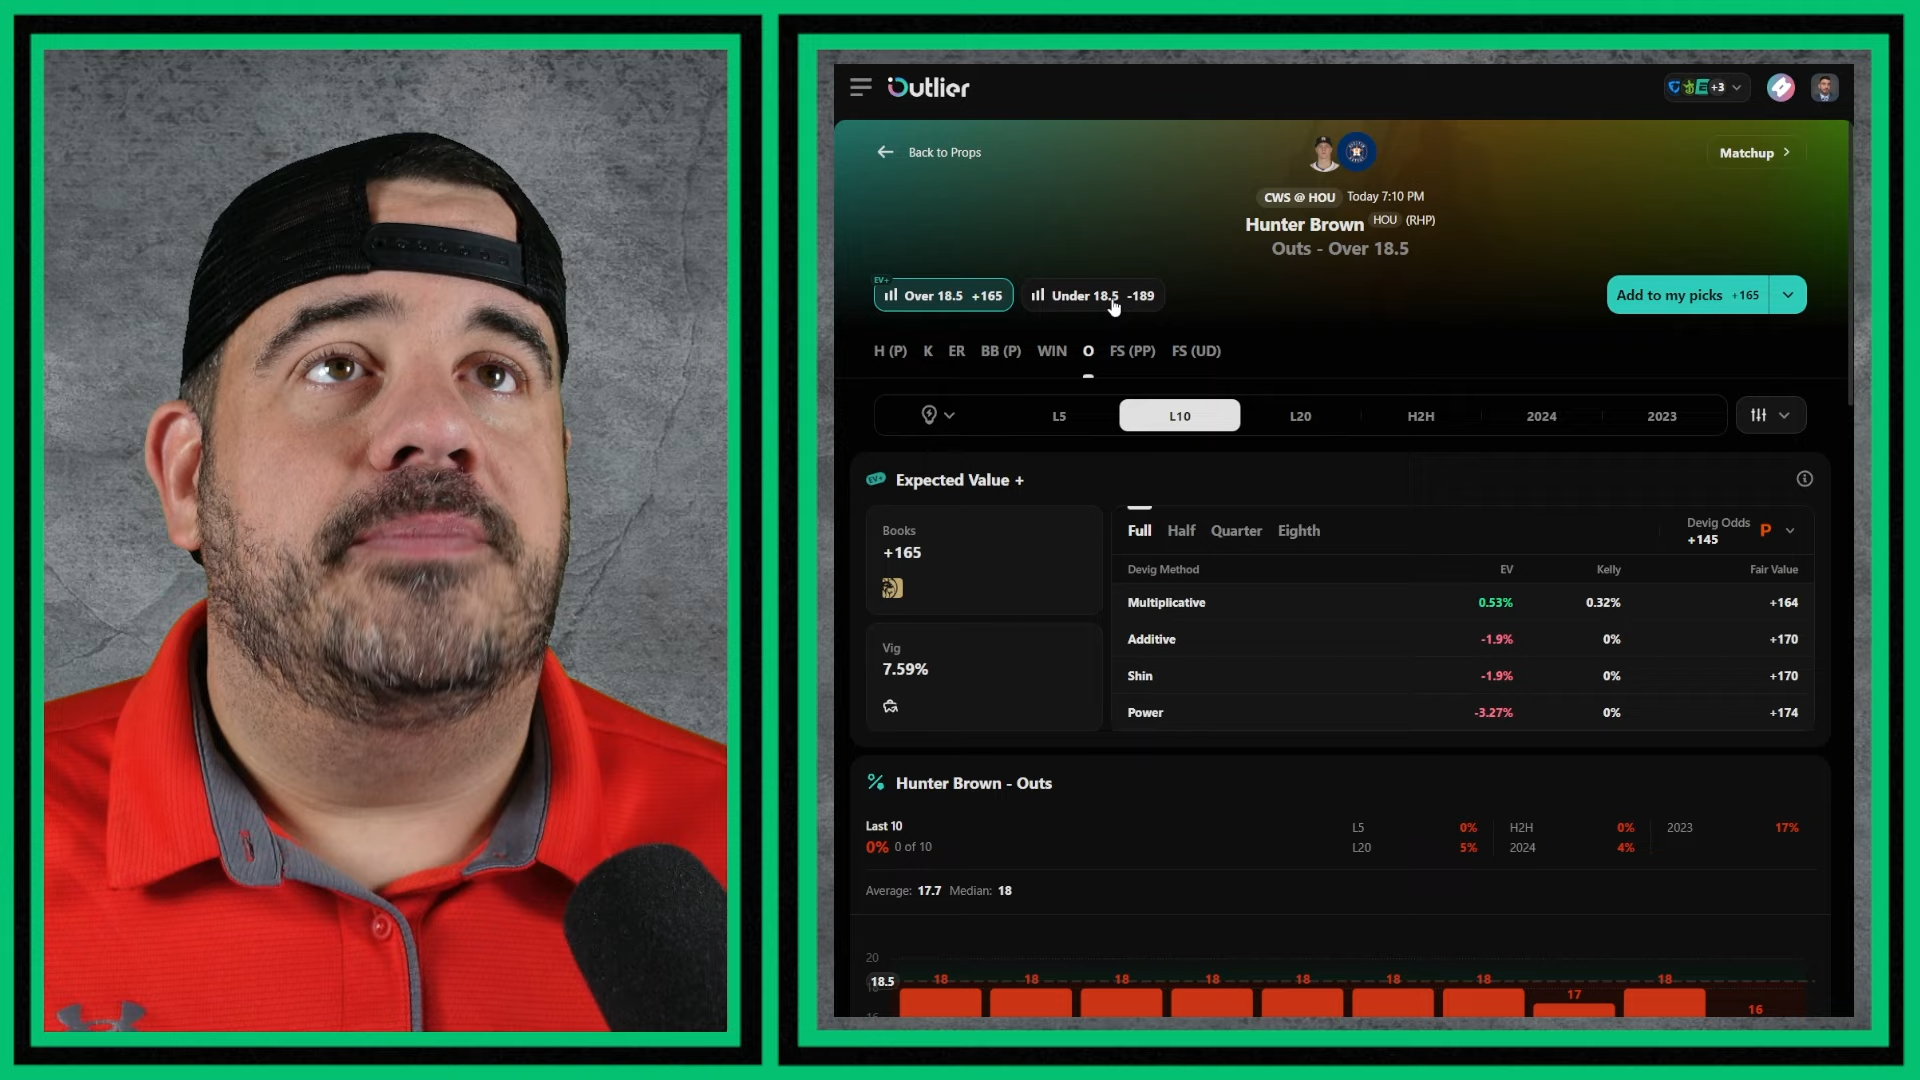 Outlier
+3
Back to Props
Matchup
CWS @ HOU Today 7:10 PM
Hunter Brown HOU (RHP)
Outs - Over 18.5
EV+
Over 18.5 +165
Under 18.5 -189
Add to my picks +165
H (P) K ER BB (P) WIN O FS (PP) FS (UD)
L5 L10 L20 H2H 2024 2023
EV+ Expected Value +
Books
+165
Vig
7.59%
Full Half Quarter Eighth
Devig Odds
+145
P
Devig Method EV Kelly Fair Value
Multiplicative 0.53% 0.32% +164
Additive -1.9% 0% +170
Shin -1.9% 0% +170
Power -3.27% 0% +174
Hunter Brown - Outs
Last 10
0% 0 of 10
L5 0% H2H 0% 2023 17%
L20 5% 2024 4%
Average: 17.7 Median: 18
20
18.5
18 18 18 18 18 18 18 17 18 16